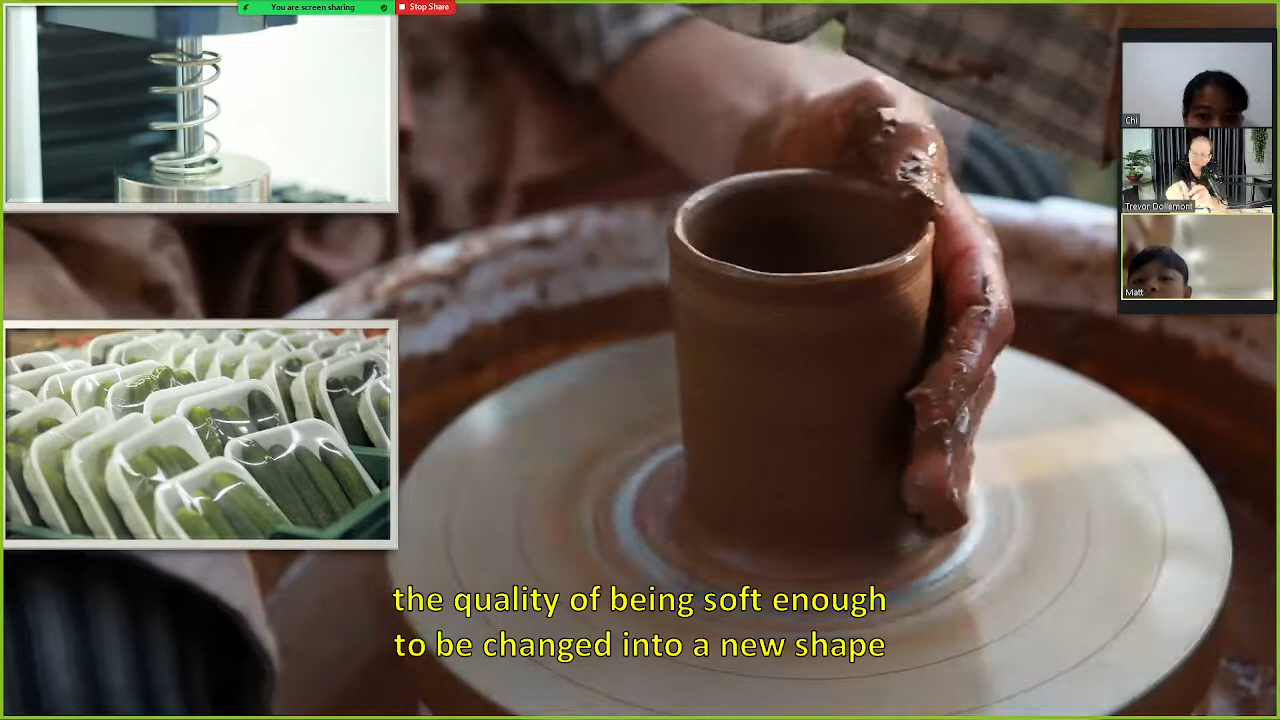 You are screen sharing
Stop Share
Chi
Trevor Dollemont
Matt
the quality of being soft enough
to be changed into a new shape